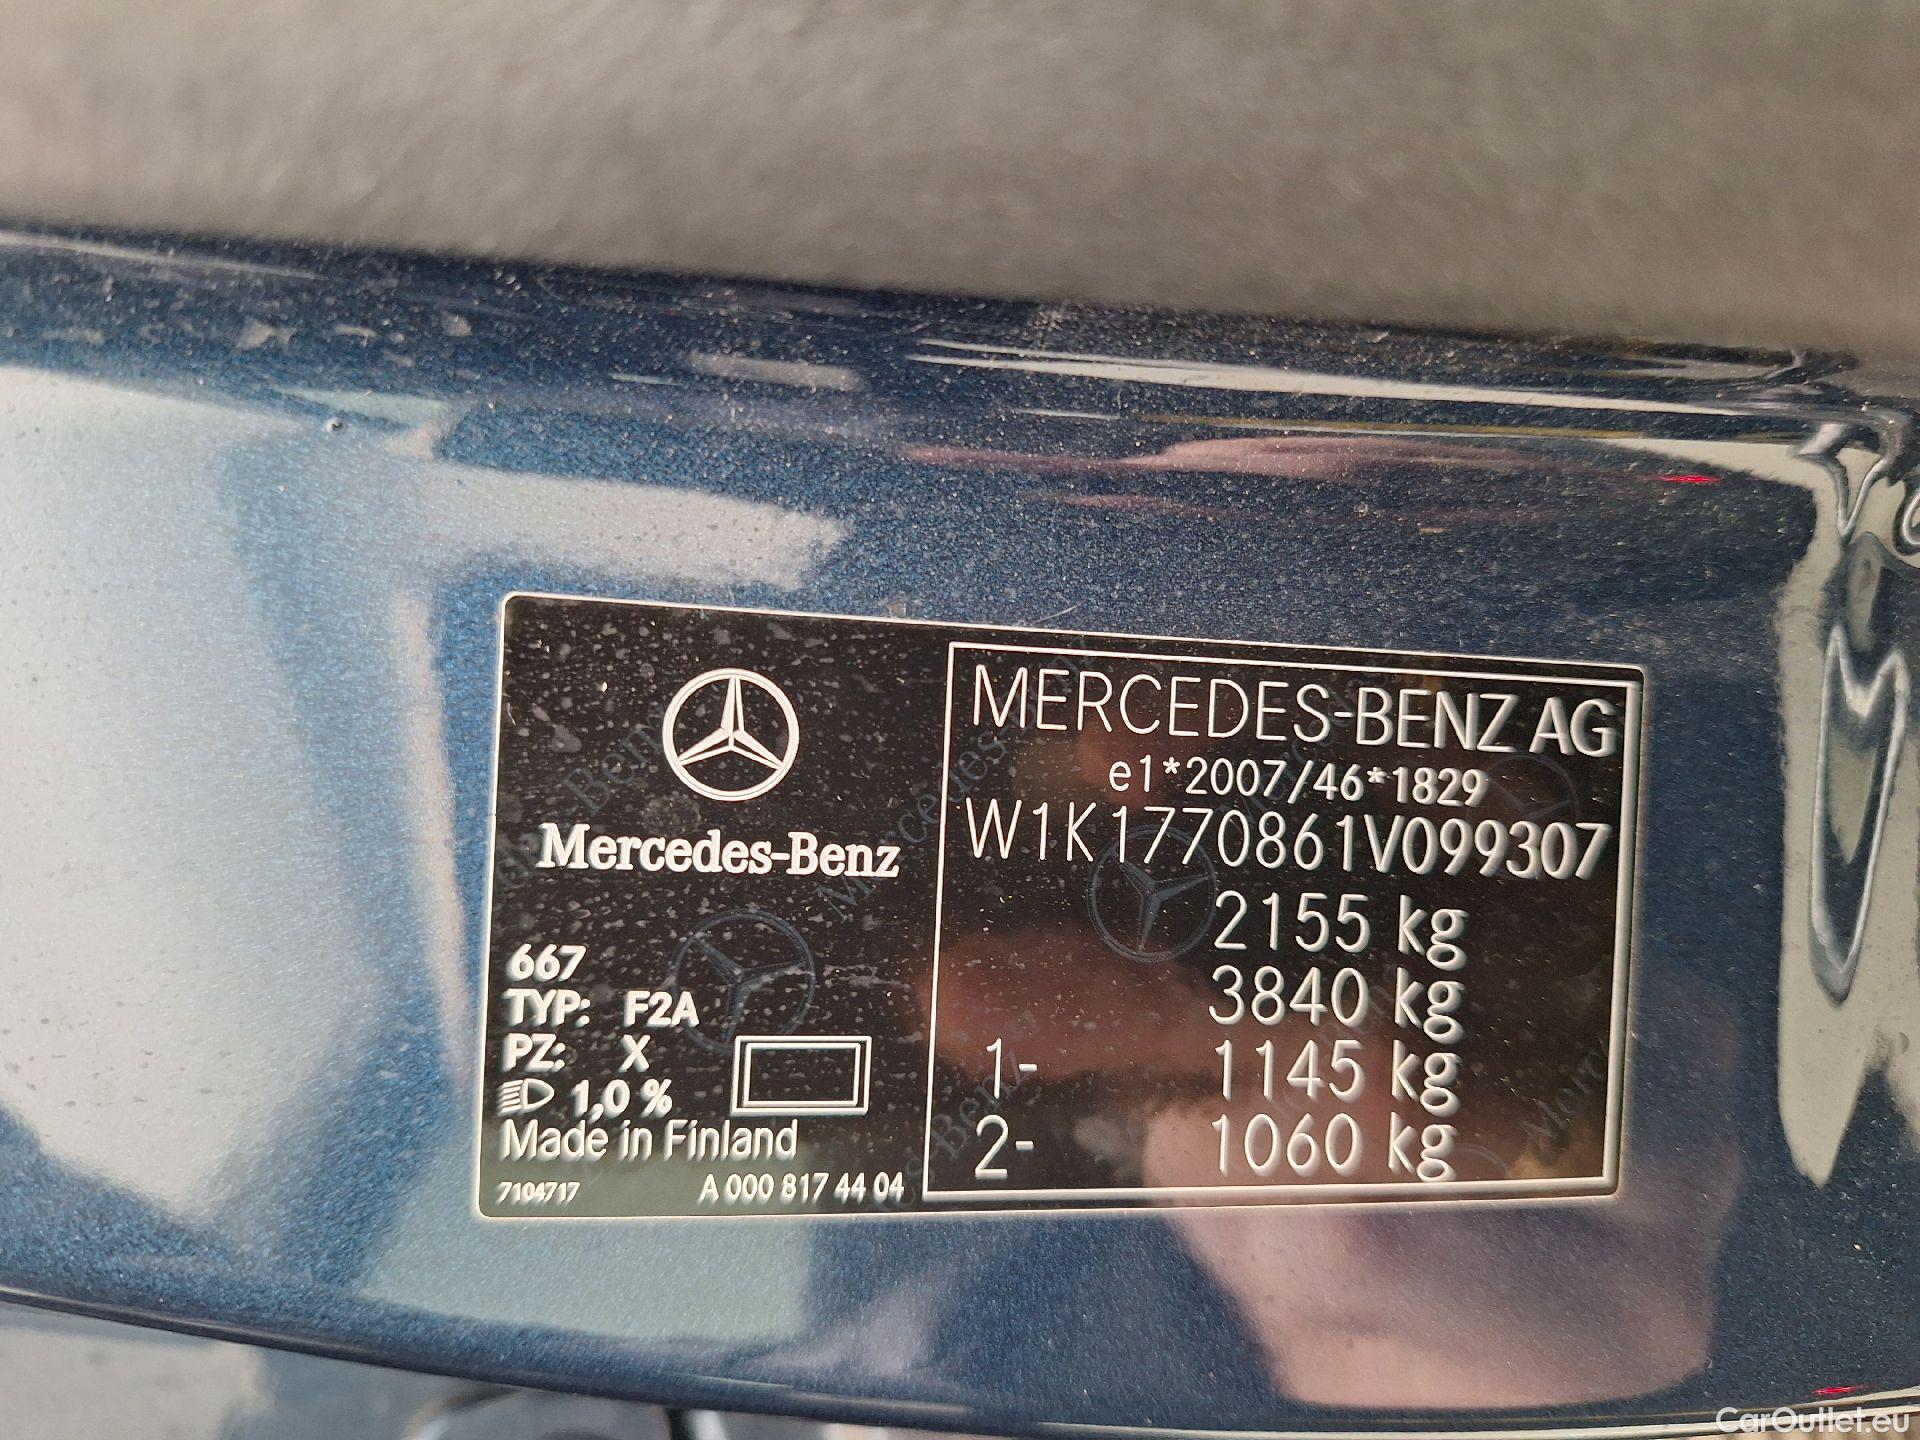 Mercedes-Benz
667
TYP: F2A
PZ: X
1,0 %
Made in Finland
7104717 A 000 817 44 04
MERCEDES-BENZ AG
e1*2007/46*1829
W1K1770861V099307
2155 kg
3840 kg
1- 1145 kg
2- 1060 kg
CarOutlet.eu